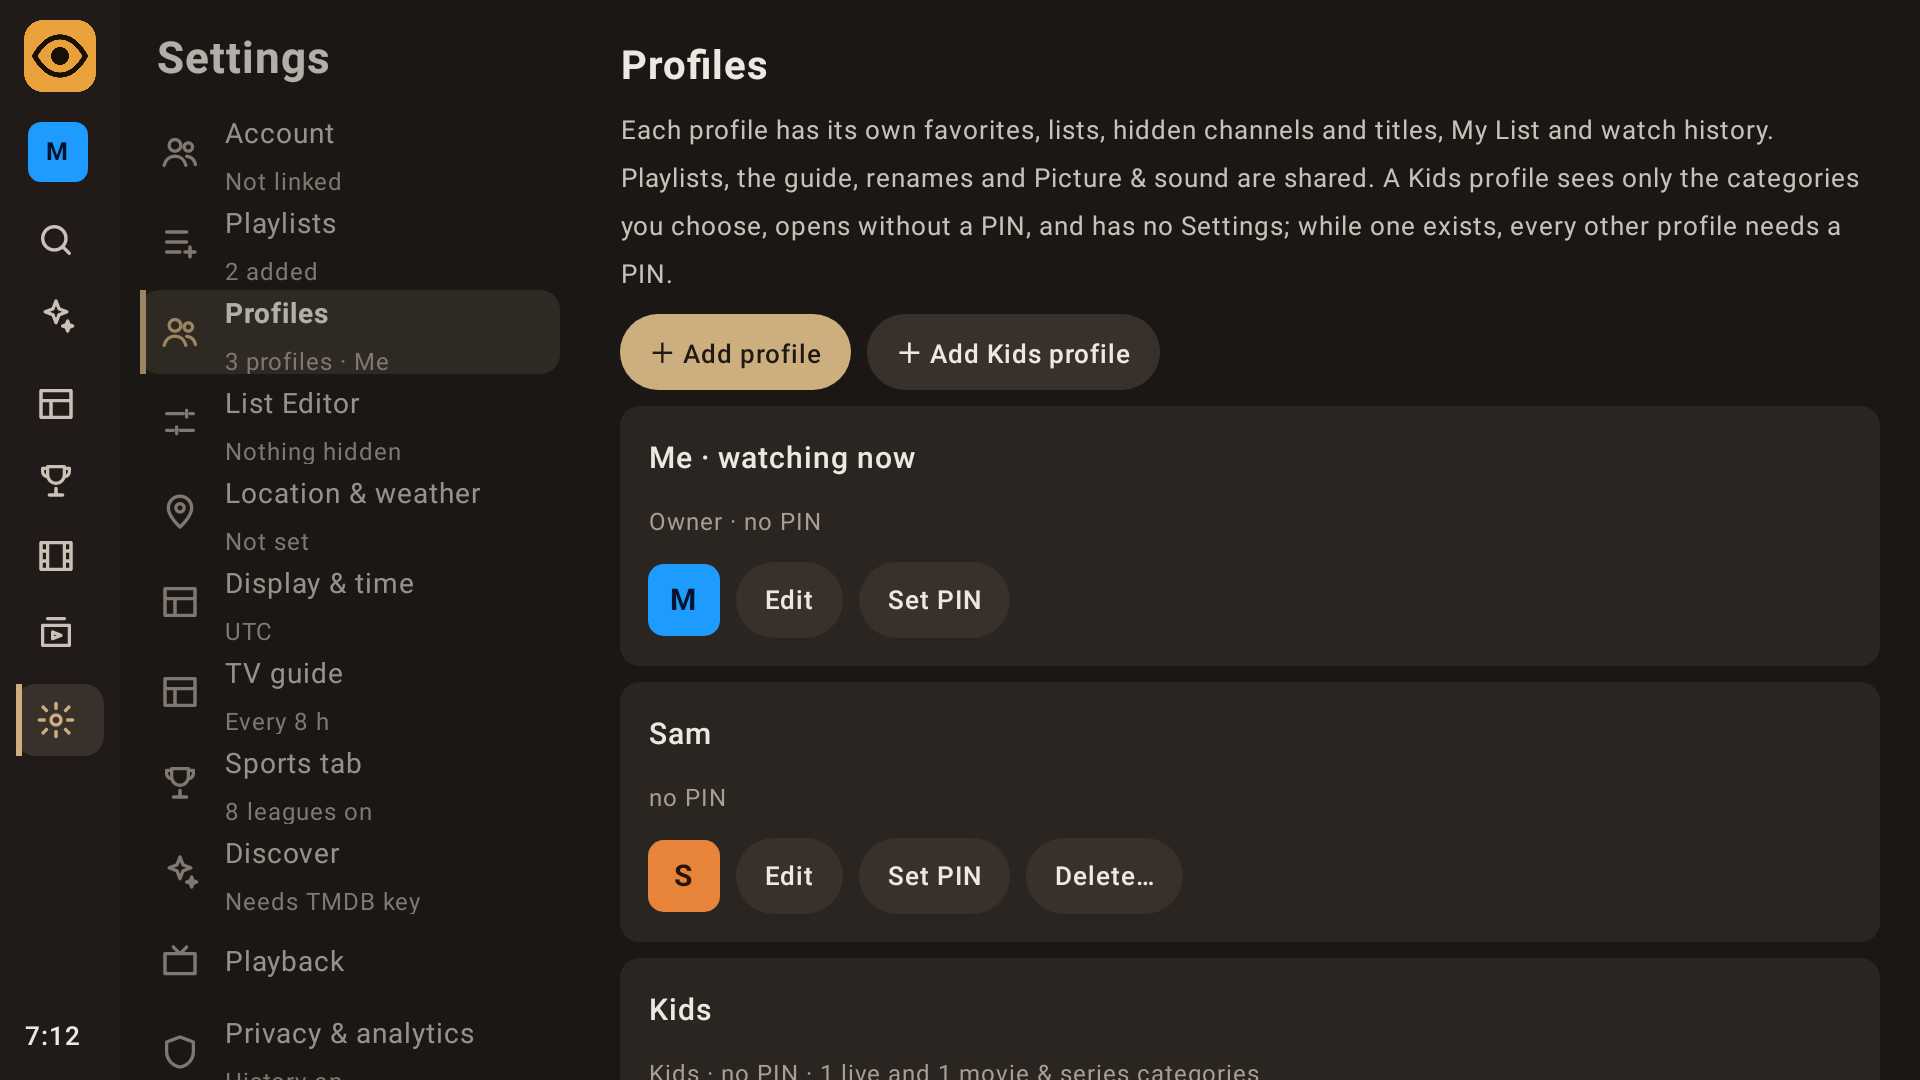 Settings
M
Account
Not linked
Playlists
2 added
Profiles
3 profiles · Me
List Editor
Nothing hidden
Location & weather
Not set
Display & time
UTC
TV guide
Every 8 h
Sports tab
8 leagues on
Discover
Needs TMDB key
Playback
Privacy & analytics
History on
7:12
Profiles
Each profile has its own favorites, lists, hidden channels and titles, My List and watch history.
Playlists, the guide, renames and Picture & sound are shared. A Kids profile sees only the categories
you choose, opens without a PIN, and has no Settings; while one exists, every other profile needs a
PIN.
+ Add profile
+ Add Kids profile
Me · watching now
Owner · no PIN
M
Edit
Set PIN
Sam
no PIN
S
Edit
Set PIN
Delete…
Kids
Kids · no PIN · 1 live and 1 movie & series categories